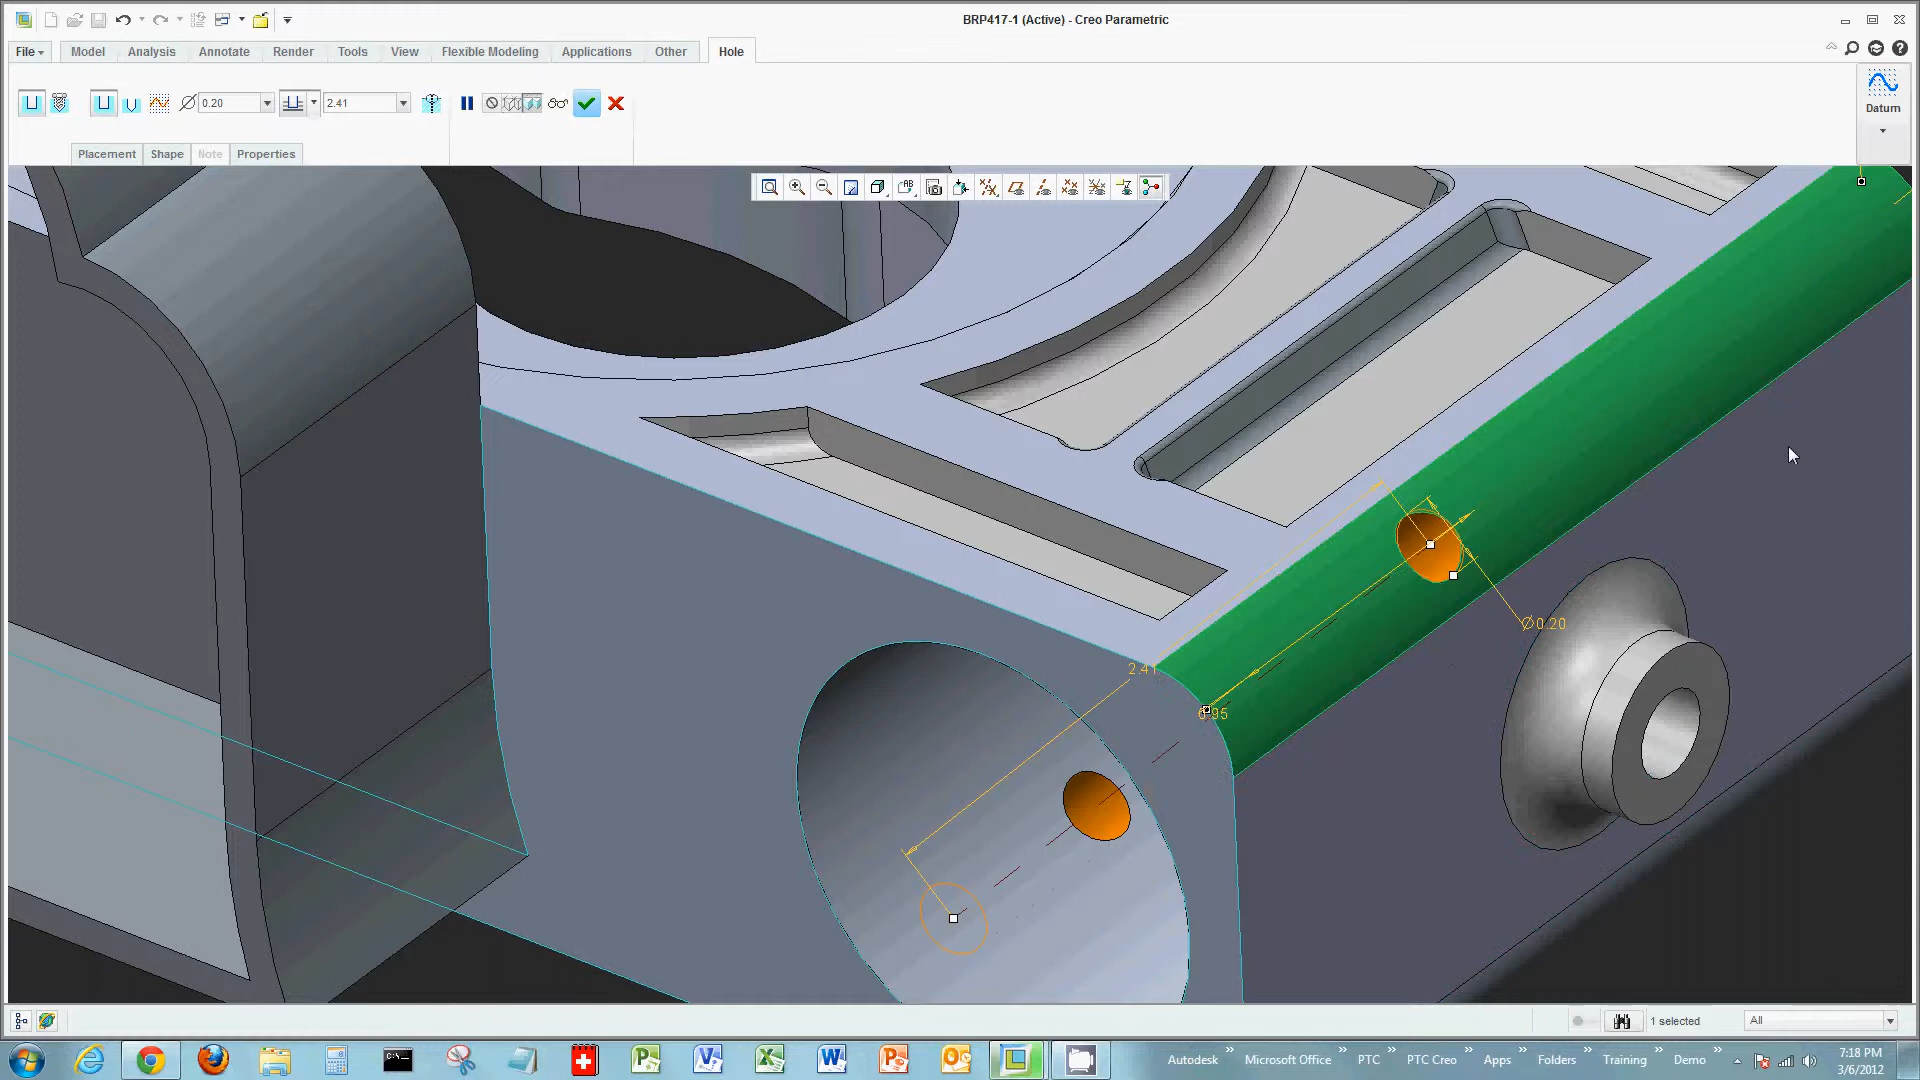 BRP417-1 (Active) - Creo Parametric
File Model Analysis Annotate Render Tools View Flexible Modeling Applications Other Hole
0.20 2.41
Datum
Placement Shape Note Properties
Ø0.20
2.41
0.95
1 selected All
Autodesk » Microsoft Office » PTC » PTC Creo » Apps » Folders » Training » Demo »
7:18 PM
3/6/2012